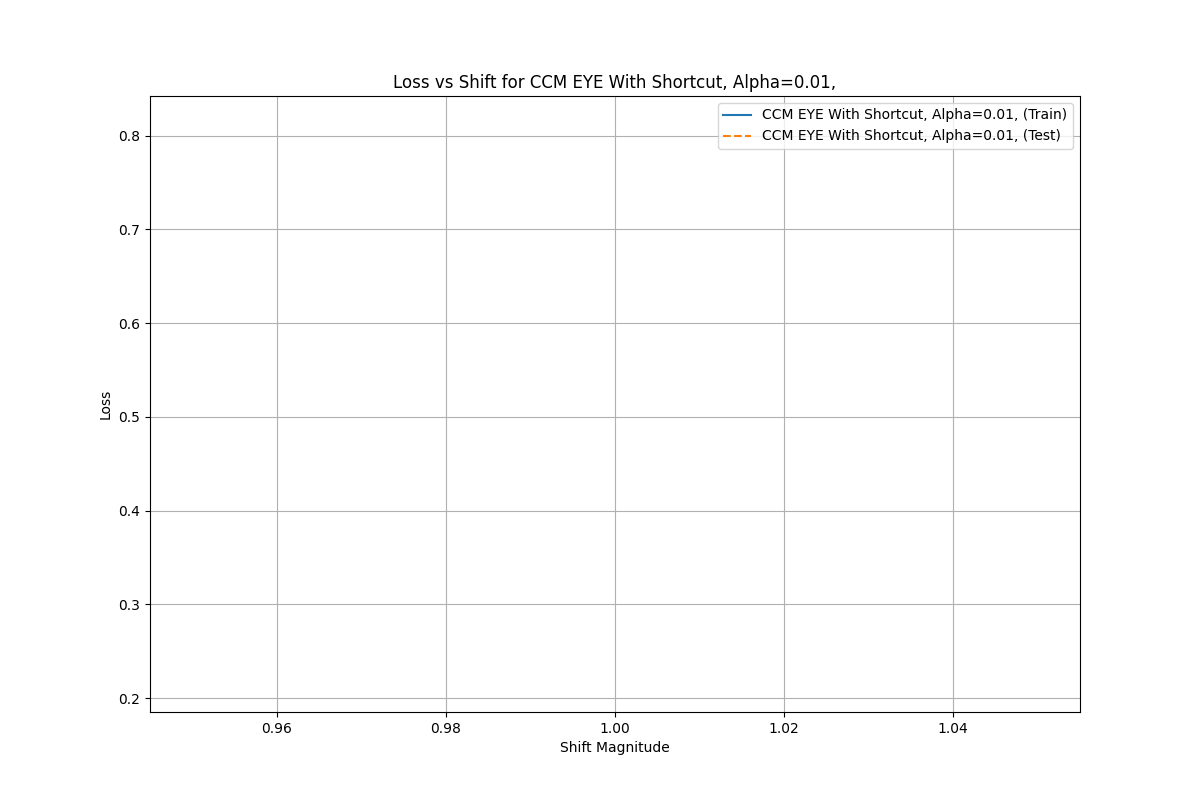 Loss vs Shift for CCM EYE With Shortcut, Alpha=0.01,
CCM EYE With Shortcut, Alpha=0.01, (Train)
CCM EYE With Shortcut, Alpha=0.01, (Test)
0.8
0.7
0.6
0.5
0.4
0.3
0.2
Loss
0.96
0.98
1.00
1.02
1.04
Shift Magnitude